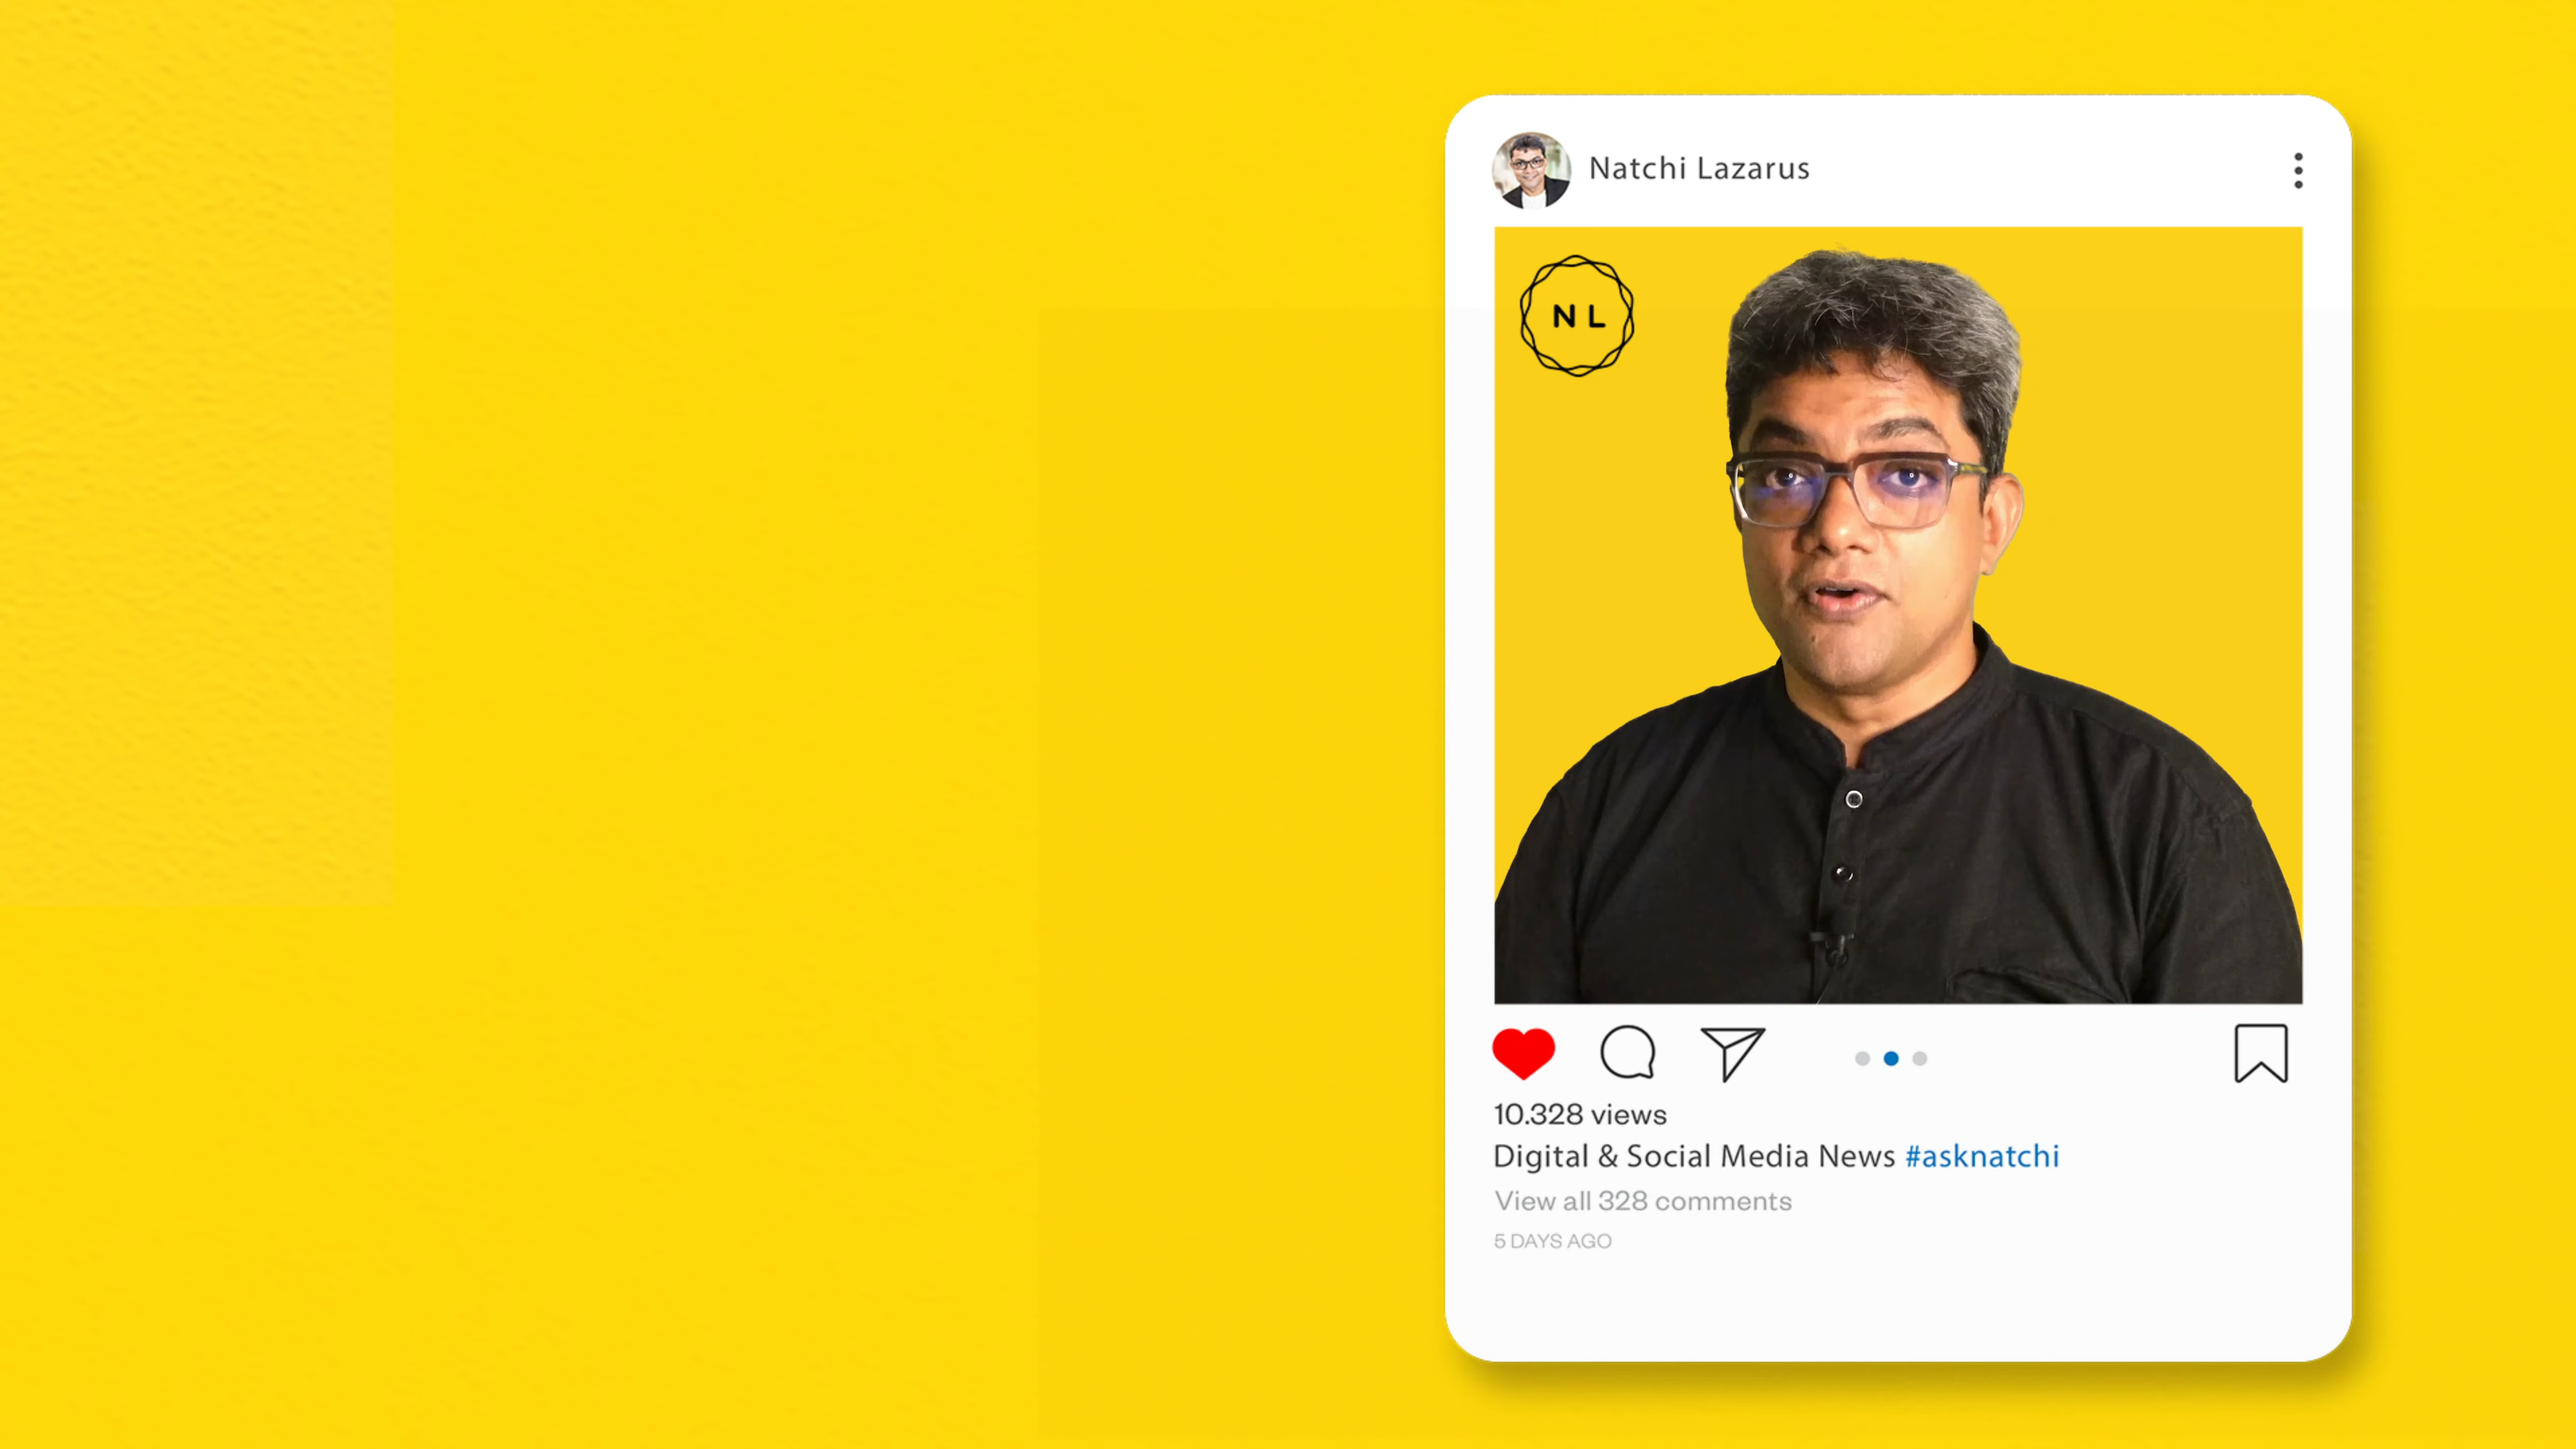 Natchi Lazarus
N L
10.328 views
Digital & Social Media News #asknatchi
View all 328 comments
5 DAYS AGO